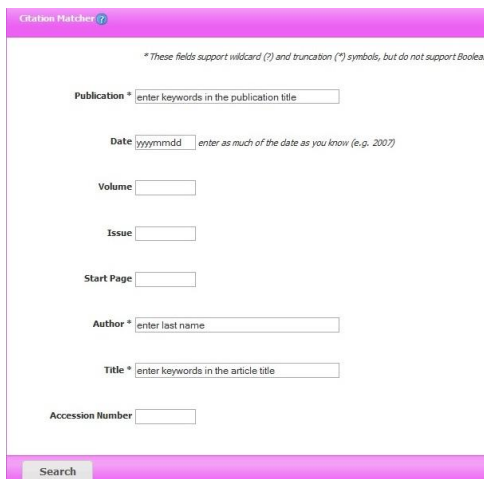 Citation Matcher ?
* These fields support wildcard (?) and truncation (*) symbols, but do not support Boolea
Publication * enter keywords in the publication title
Date yyyymmdd enter as much of the date as you know (e.g. 2007)
Volume
Issue
Start Page
Author * enter last name
Title * enter keywords in the article title
Accession Number
Search